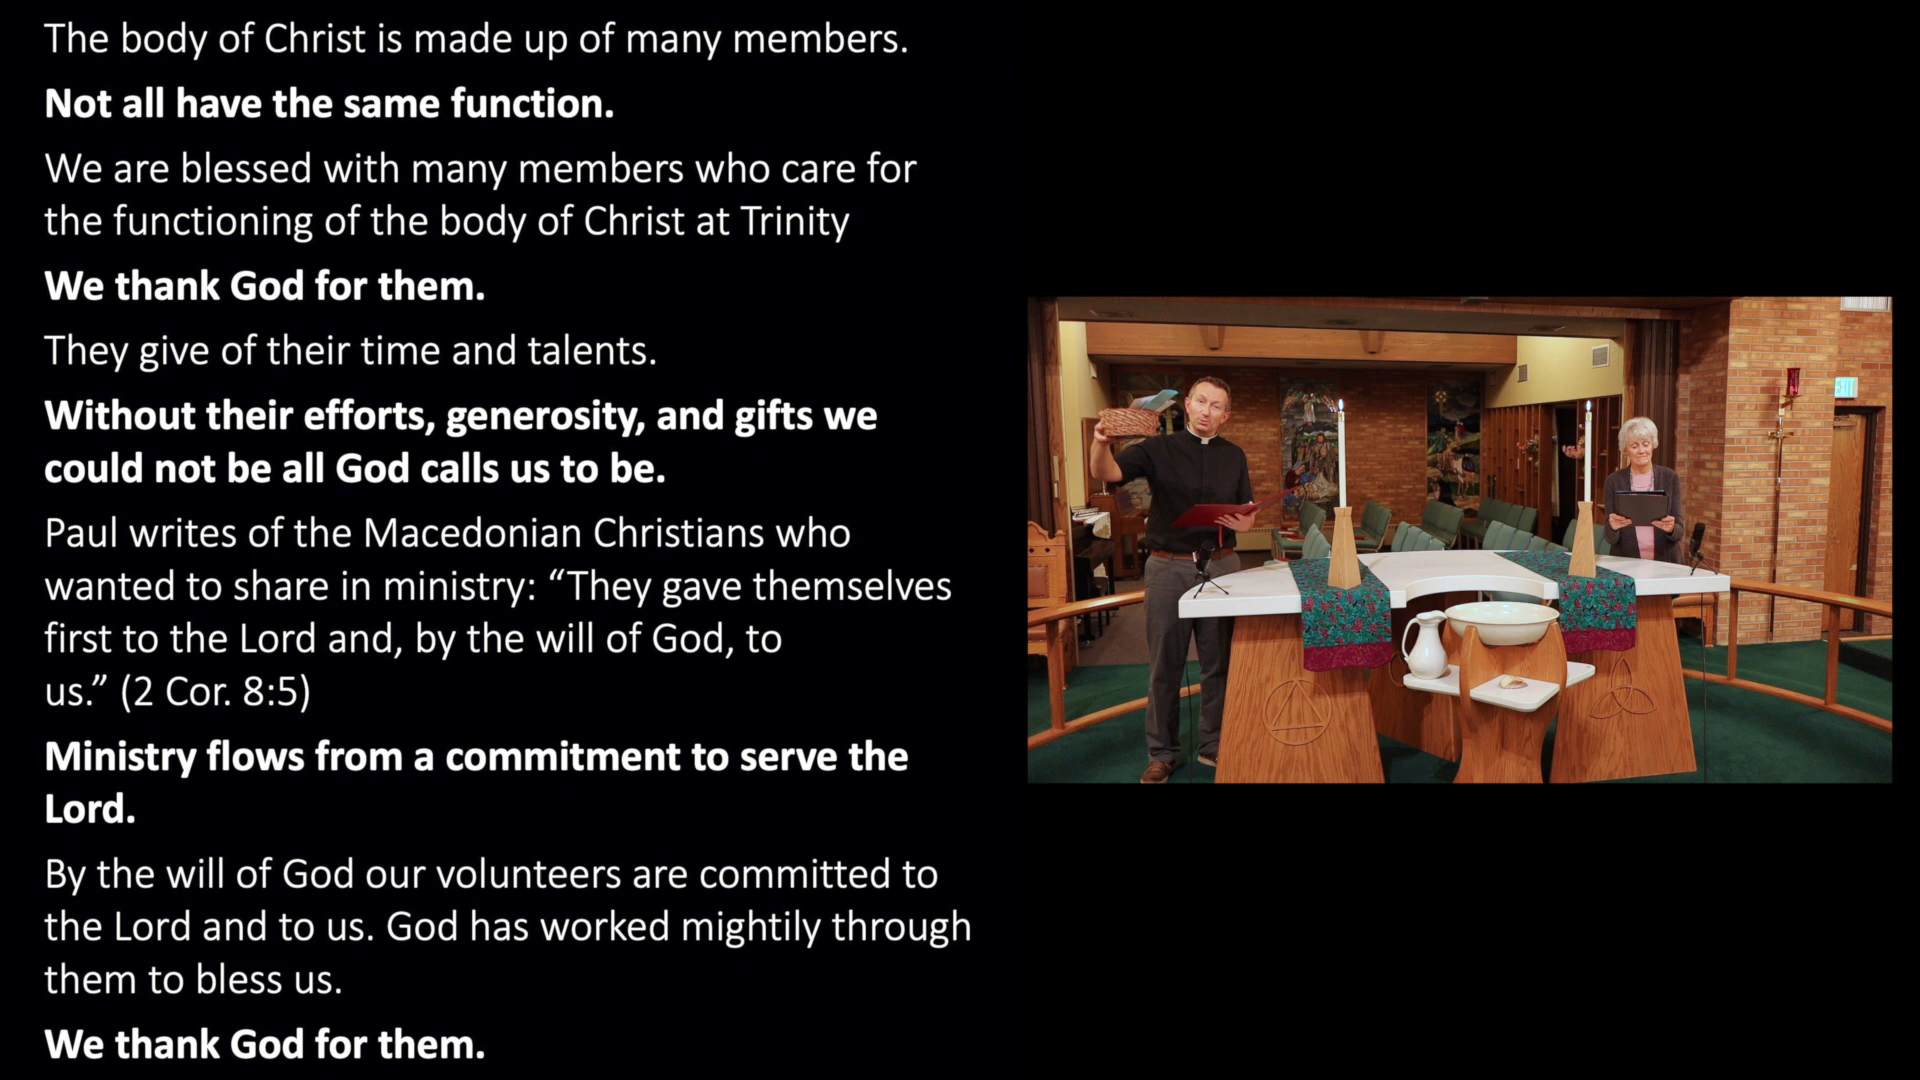 The body of Christ is made up of many members.
Not all have the same function.
We are blessed with many members who care for
the functioning of the body of Christ at Trinity
We thank God for them.
They give of their time and talents.
Without their efforts, generosity, and gifts we
could not be all God calls us to be.
Paul writes of the Macedonian Christians who
wanted to share in ministry: “They gave themselves
first to the Lord and, by the will of God, to
us.” (2 Cor. 8:5)
Ministry flows from a commitment to serve the
Lord.
By the will of God our volunteers are committed to
the Lord and to us. God has worked mightily through
them to bless us.
We thank God for them.